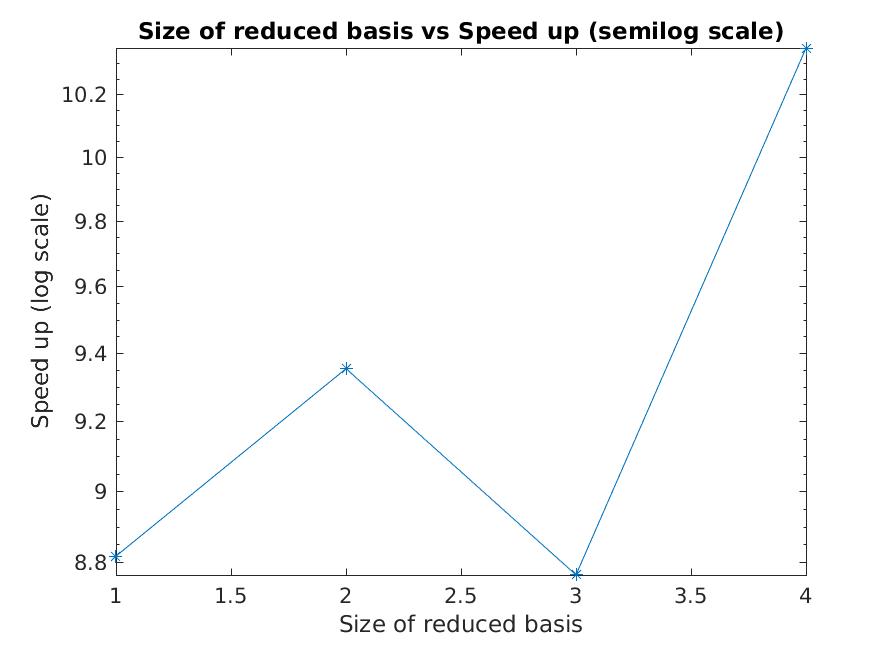 Size of reduced basis vs Speed up (semilog scale)
10.2
10
9.8
9.6
9.4
9.2
9
8.8
Speed up (log scale)
1 1.5 2 2.5 3 3.5 4
Size of reduced basis